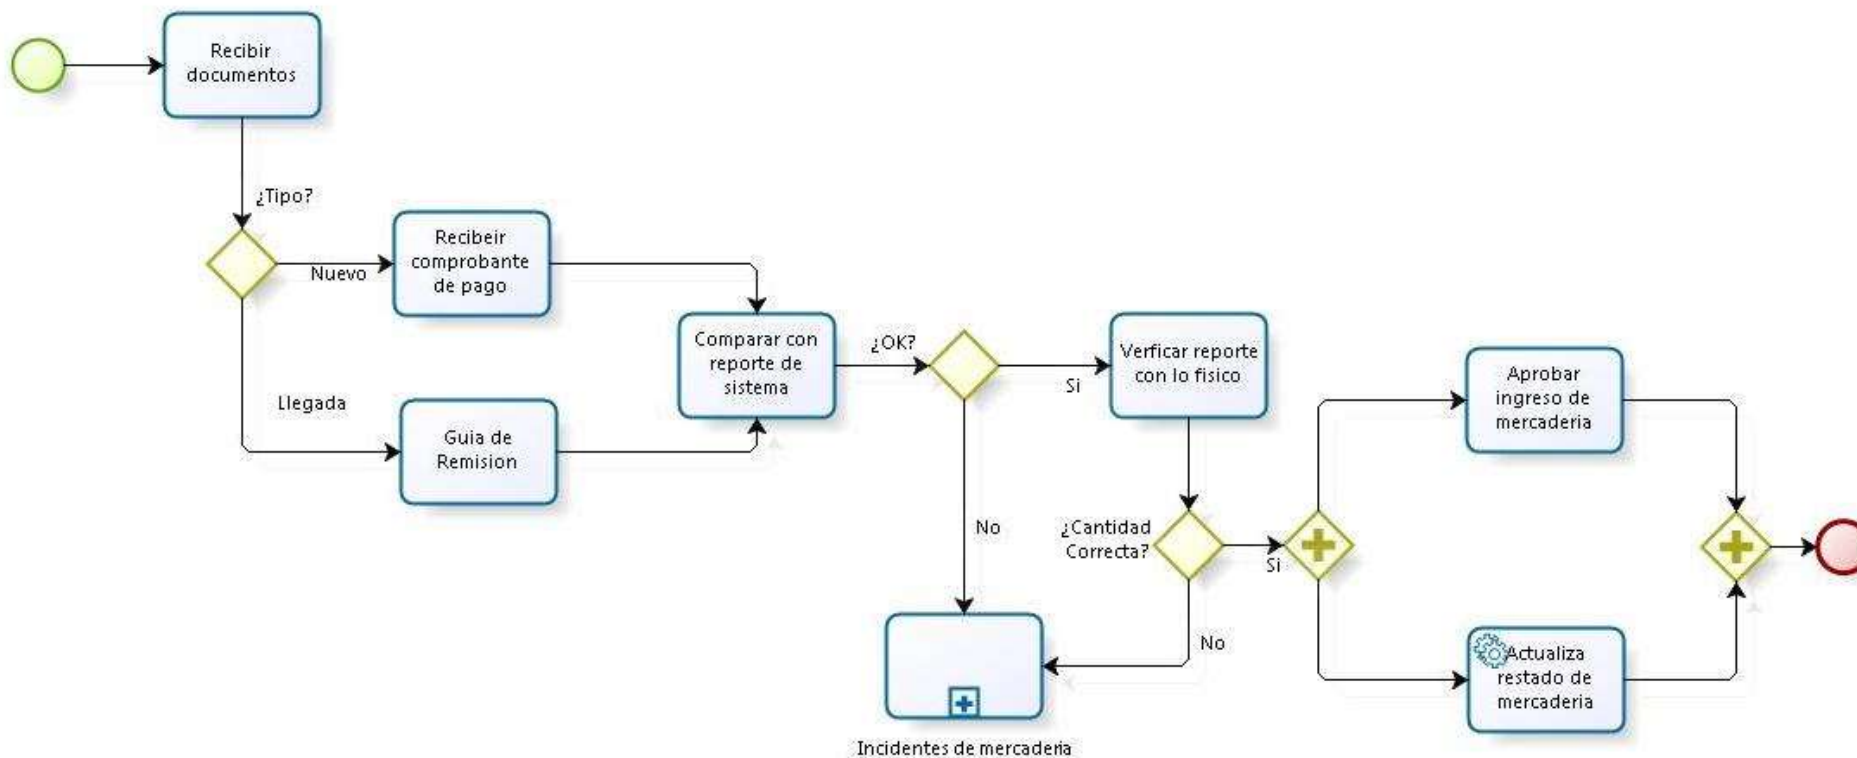 Recibir
documentos
¿Tipo?
Nuevo
Recibeir
comprobante
de pago
Llegada
Guia de
Remision
Comparar con
reporte de
sistema
¿OK?
Si
No
Verficar reporte
con lo fisico
¿Cantidad
Correcta?
Si
No
Incidentes de mercaderia
Aprobar
ingreso de
mercaderia
Actualiza
restado de
mercaderia